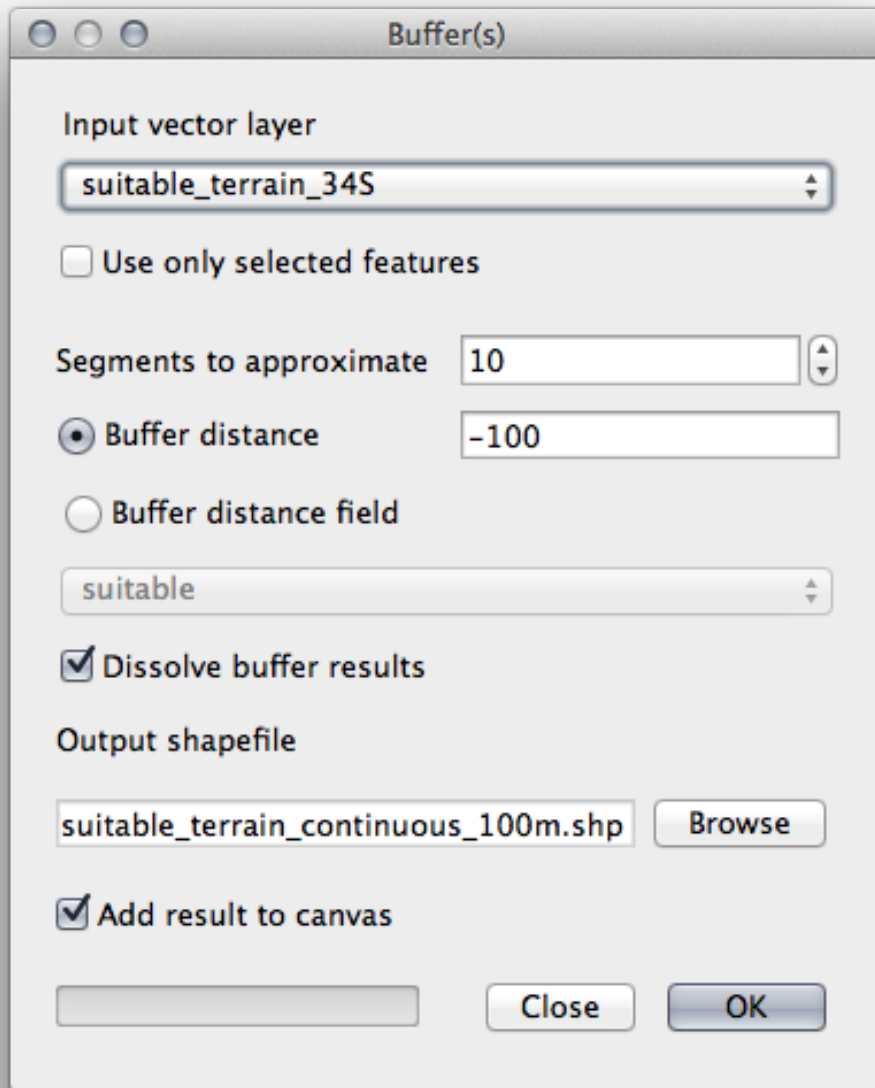 Buffer(s)
Input vector layer
suitable_terrain_34S
Use only selected features
Segments to approximate 10
Buffer distance -100
Buffer distance field
suitable
Dissolve buffer results
Output shapefile
suitable_terrain_continuous_100m.shp Browse
Add result to canvas
Close OK